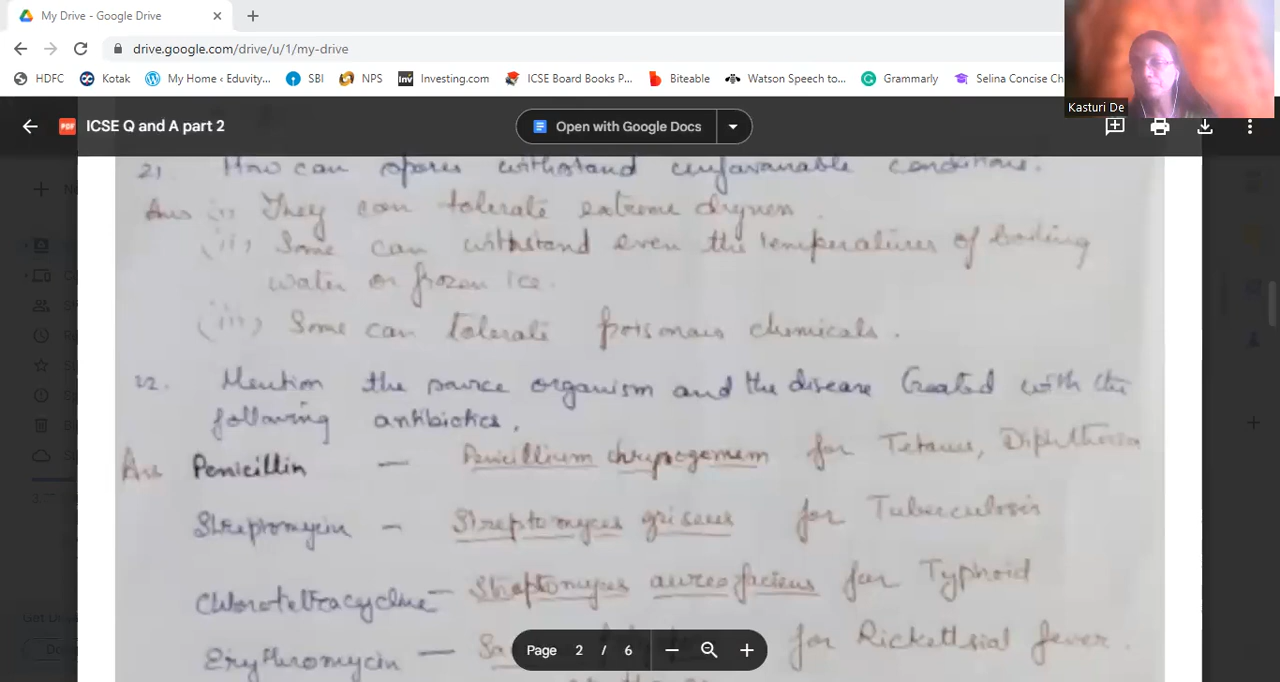 My Drive - Google Drive
drive.google.com/drive/u/1/my-drive
HDFC Kotak My Home ‹ Eduvity... SBI NPS Investing.com ICSE Board Books P... Biteable Watson Speech to... Grammarly Selina Concise Ch
Kasturi De
PDF ICSE Q and A part 2 Open with Google Docs
21 How can spores withstand unfavourable conditions.
Ans (i) They can tolerate extreme dryness.
(ii) Some can withstand even the temperatures of boiling
water or frozen ice.
(iii) Some can tolerate poisonous chemicals.
22. Mention the source organism and the disease treated with the
following antibiotics.
Ans Penicillin — Penicillium chrysogenum for Tetanus, Diphtheria
Streptomycin - Streptomyces griseus for Tuberculosis
Chlorotetracycline - Streptomyces aureofaciens for Typhoid
Erythromycin — for Rickettsial fever.
Page 2 / 6